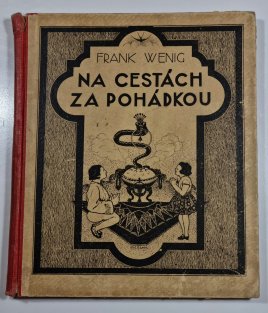 FRANK WENIG
NA CESTÁCH
ZA POHÁDKOU